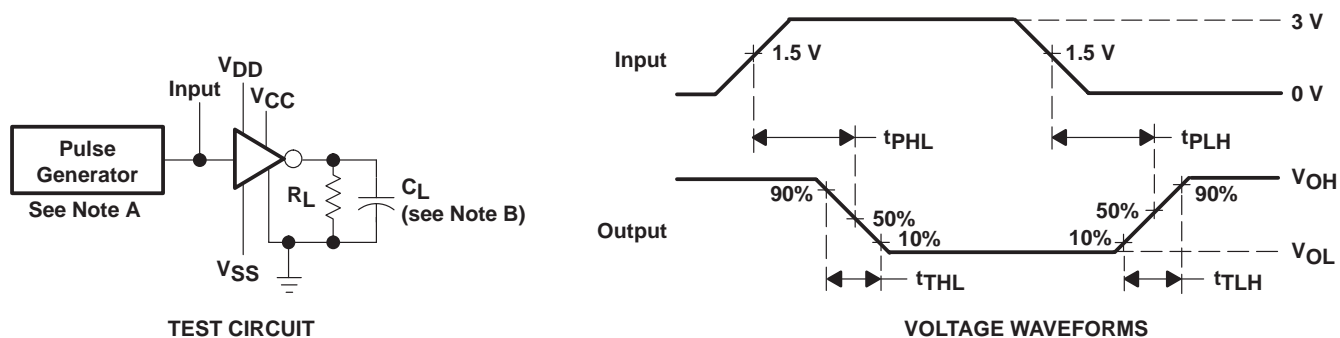 Input
VDD
VCC
Pulse
Generator
See Note A
RL
CL
(see Note B)
VSS
TEST CIRCUIT
Input
1.5 V
1.5 V
3 V
0 V
tPHL
tPLH
Output
90%
50%
10%
10%
50%
90%
VOH
VOL
tTHL
tTLH
VOLTAGE WAVEFORMS